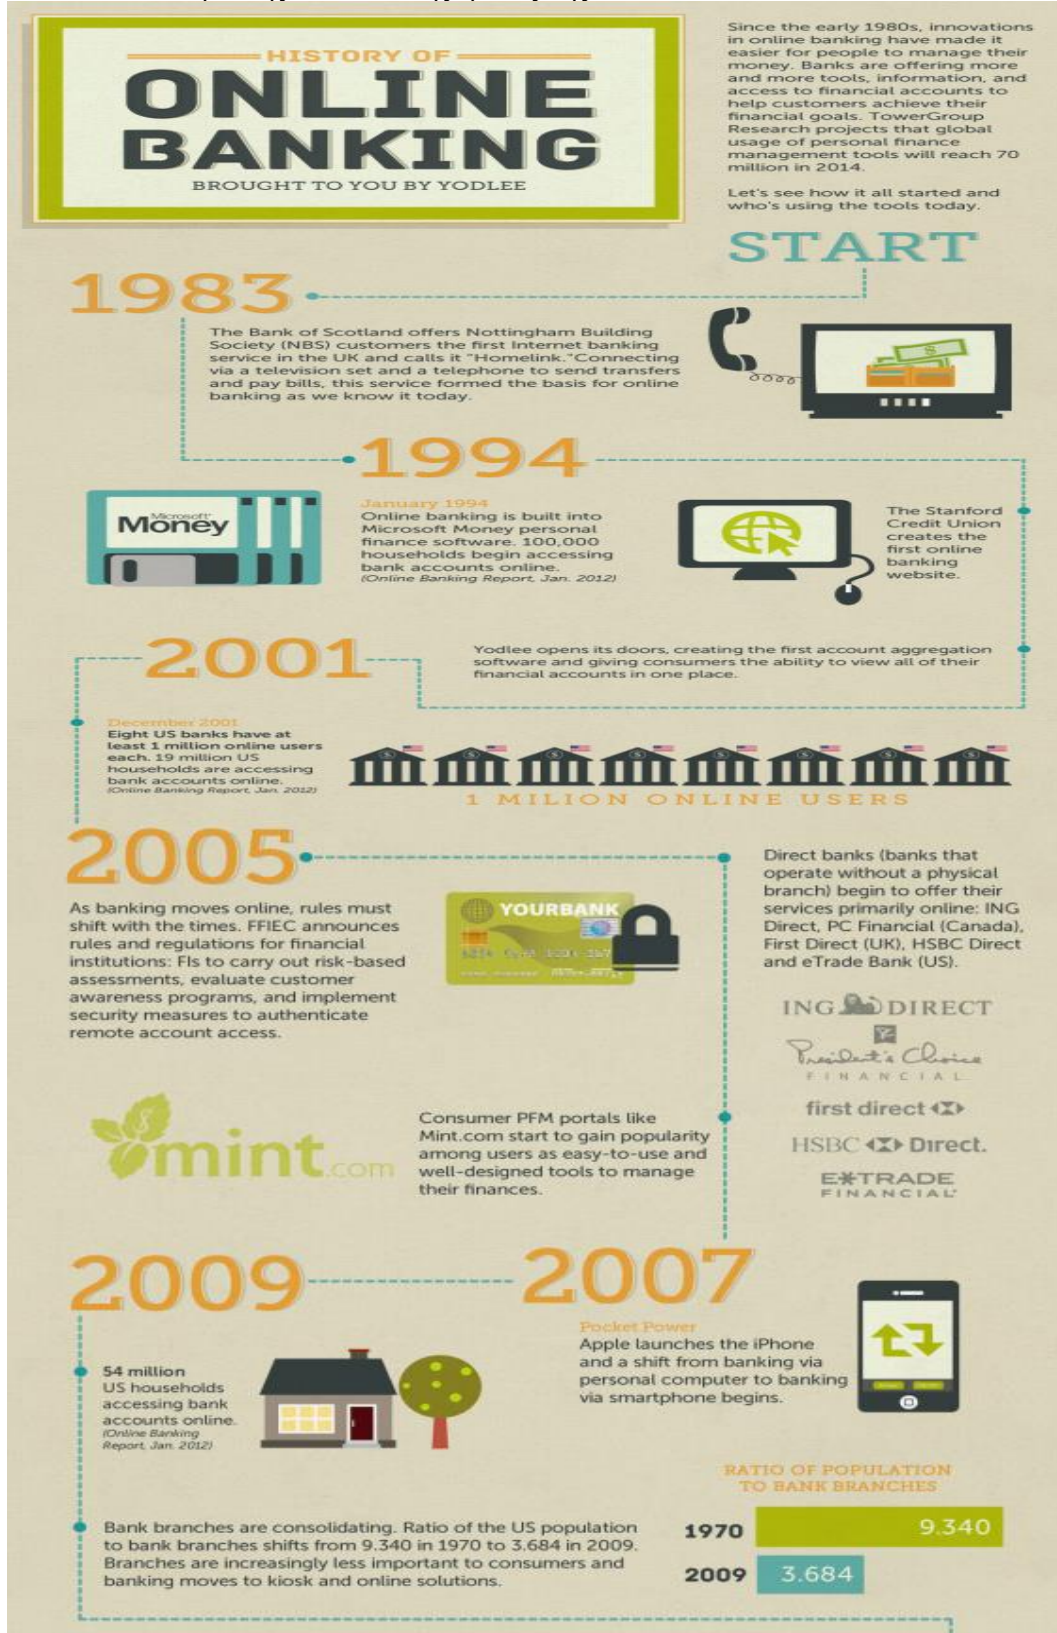 HISTORY OF
ONLINE
BANKING
BROUGHT TO YOU BY YODLEE
Since the early 1980s, innovations
in online banking have made it
easier for people to manage their
money. Banks are offering more
and more tools, information, and
access to financial accounts to
help customers achieve their
financial goals. TowerGroup
Research projects that global
usage of personal finance
management tools will reach 70
million in 2014.
Let's see how it all started and
who's using the tools today.
START
1983
The Bank of Scotland offers Nottingham Building
Society (NBS) customers the first Internet banking
service in the UK and calls it "Homelink."Connecting
via a television set and a telephone to send transfers
and pay bills, this service formed the basis for online
banking as we know it today.
1994
Microsoft
Money
January 1994
Online banking is built into
Microsoft Money personal
finance software. 100,000
households begin accessing
bank accounts online.
(Online Banking Report, Jan. 2012)
The Stanford
Credit Union
creates the
first online
banking
website.
2001
Yodlee opens its doors, creating the first account aggregation
software and giving consumers the ability to view all of their
financial accounts in one place.
December 2001
Eight US banks have at
least 1 million online users
each. 19 million US
households are accessing
bank accounts online.
(Online Banking Report, Jan. 2012)
1 MILION ONLINE USERS
2005
As banking moves online, rules must
shift with the times. FFIEC announces
rules and regulations for financial
institutions: FIs to carry out risk-based
assessments, evaluate customer
awareness programs, and implement
security measures to authenticate
remote account access.
YOURBANK
Direct banks (banks that
operate without a physical
branch) begin to offer their
services primarily online: ING
Direct, PC Financial (Canada),
First Direct (UK), HSBC Direct
and eTrade Bank (US).
ING DIRECT
President's Choice
FINANCIAL
first direct
HSBC Direct.
E*TRADE
FINANCIAL
mint.com
Consumer PFM portals like
Mint.com start to gain popularity
among users as easy-to-use and
well-designed tools to manage
their finances.
2009
2007
Pocket Power
Apple launches the iPhone
and a shift from banking via
personal computer to banking
via smartphone begins.
54 million
US households
accessing bank
accounts online.
(Online Banking
Report, Jan. 2012)
RATIO OF POPULATION
TO BANK BRANCHES
1970 9.340
2009 3.684
Bank branches are consolidating. Ratio of the US population
to bank branches shifts from 9.340 in 1970 to 3.684 in 2009.
Branches are increasingly less important to consumers and
banking moves to kiosk and online solutions.